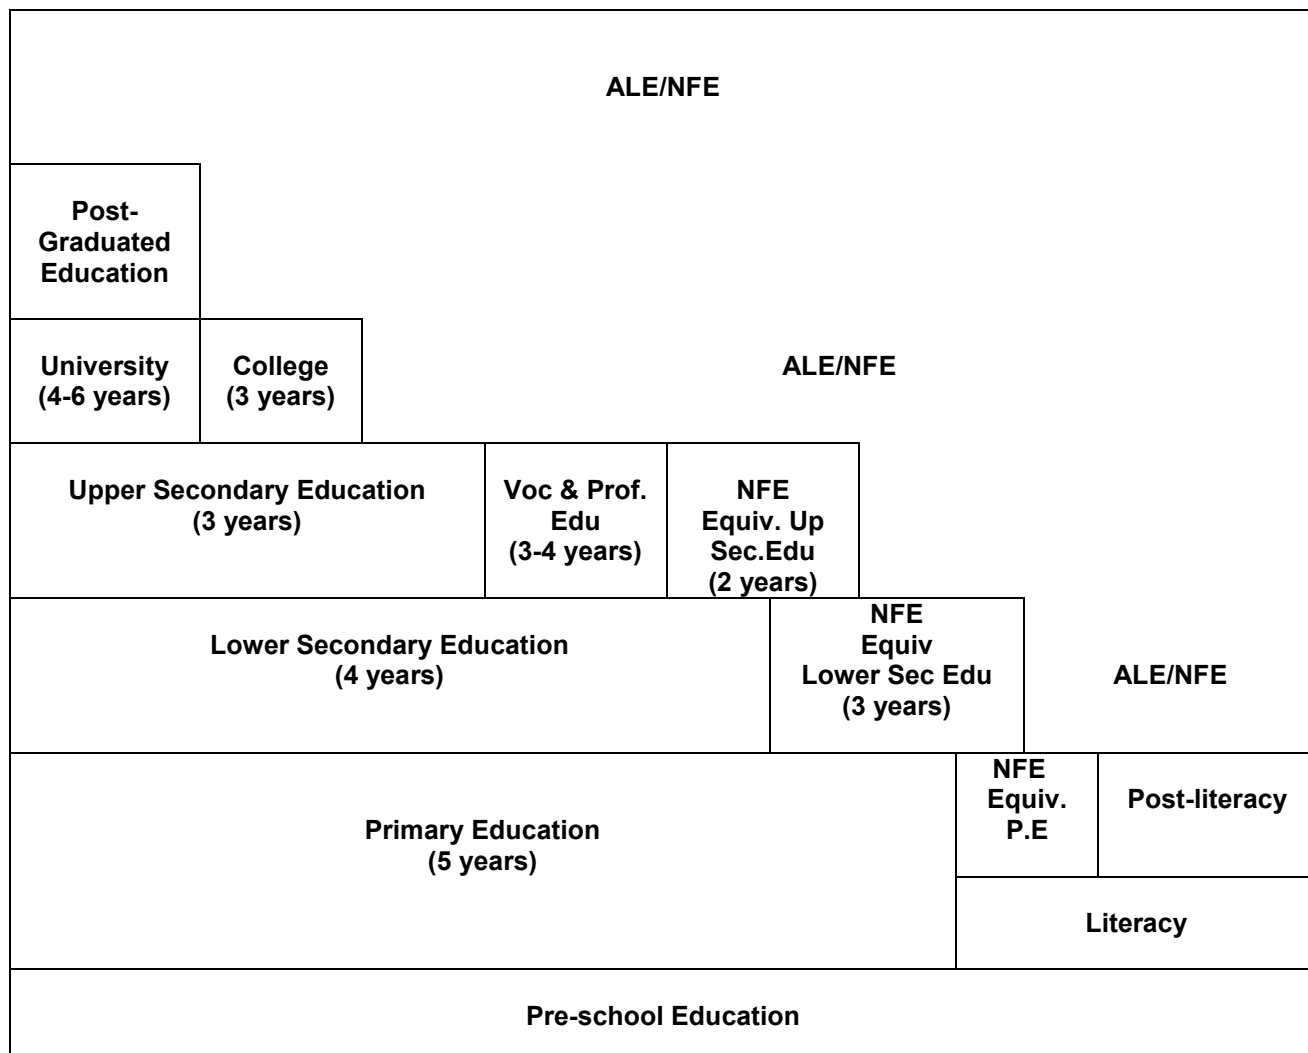 ALE/NFE
Post-
Graduated
Education
University
(4-6 years)
College
(3 years)
ALE/NFE
Upper Secondary Education
(3 years)
Voc & Prof.
Edu
(3-4 years)
NFE
Equiv. Up
Sec.Edu
(2 years)
Lower Secondary Education
(4 years)
NFE
Equiv
Lower Sec Edu
(3 years)
ALE/NFE
Primary Education
(5 years)
NFE
Equiv.
P.E
Post-literacy
Literacy
Pre-school Education